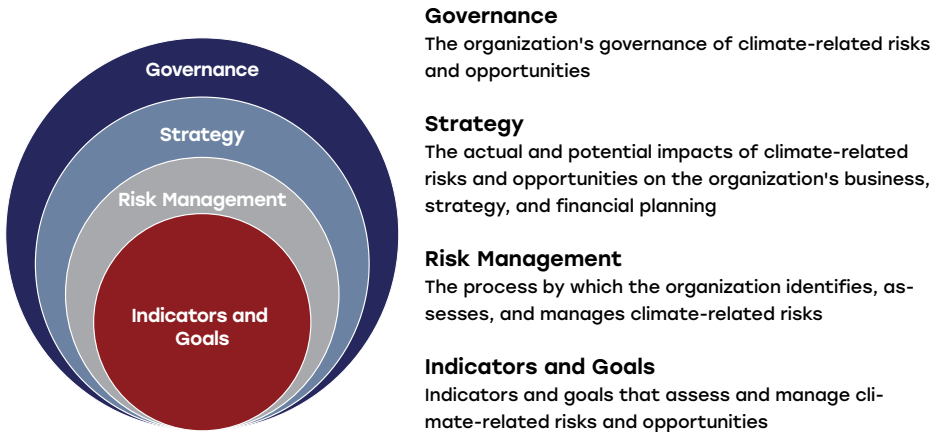 Governance
Strategy
Risk Management
Indicators and
Goals
Governance
The organization's governance of climate-related risks
and opportunities
Strategy
The actual and potential impacts of climate-related
risks and opportunities on the organization's business,
strategy, and financial planning
Risk Management
The process by which the organization identifies, as-
sesses, and manages climate-related risks
Indicators and Goals
Indicators and goals that assess and manage cli-
mate-related risks and opportunities